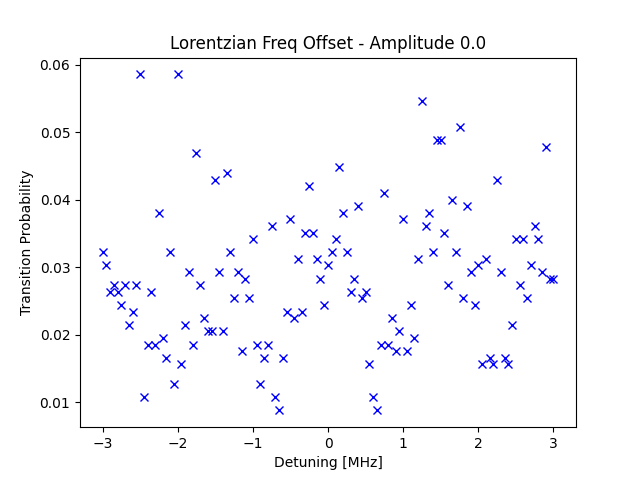 Lorentzian Freq Offset - Amplitude 0.0
0.06
0.05
0.04
0.03
0.02
0.01
Transition Probability
−3 −2 −1 0 1 2 3
Detuning [MHz]